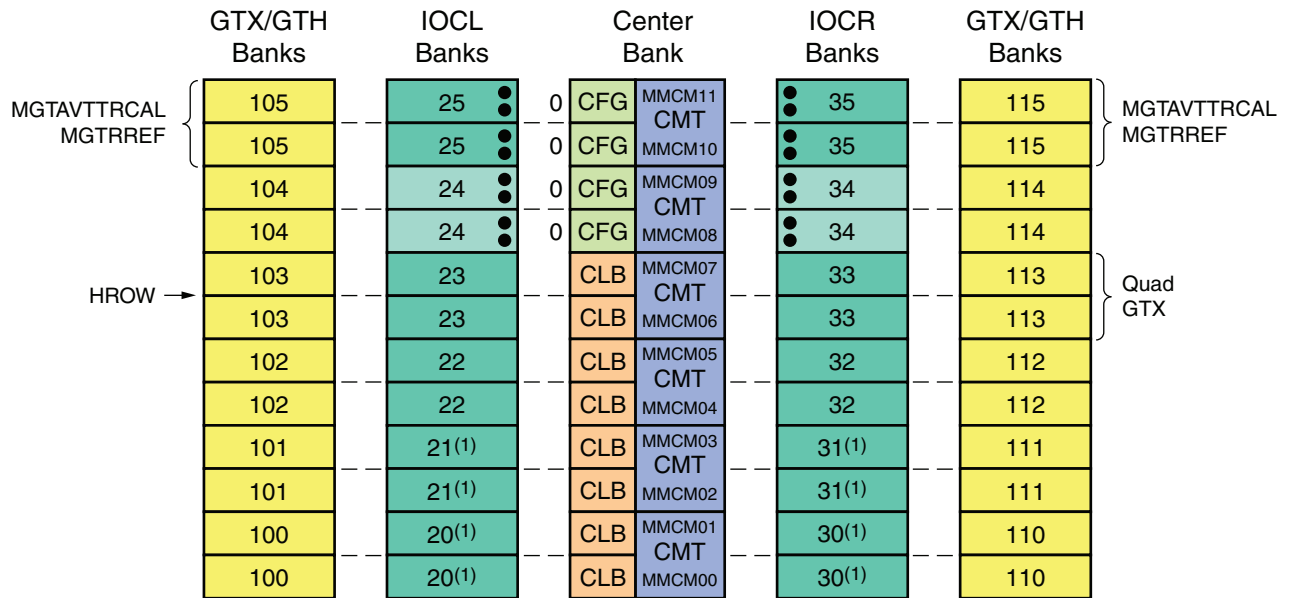 GTX/GTH Banks IOCL Banks Center Bank IOCR Banks GTX/GTH Banks
MGTAVTTRCAL
MGTRREF
105 25 0 CFG MMCM11 35 115
CMT
105 25 0 CFG MMCM10 35 115
MGTAVTTRCAL
MGTRREF
104 24 0 CFG MMCM09 34 114
CMT
104 24 0 CFG MMCM08 34 114
103 23 CLB MMCM07 33 113
HROW CMT
103 23 CLB MMCM06 33 113
Quad
GTX
102 22 CLB MMCM05 32 112
CMT
102 22 CLB MMCM04 32 112
101 21(1) CLB MMCM03 31(1) 111
CMT
101 21(1) CLB MMCM02 31(1) 111
100 20(1) CLB MMCM01 30(1) 110
CMT
100 20(1) CLB MMCM00 30(1) 110